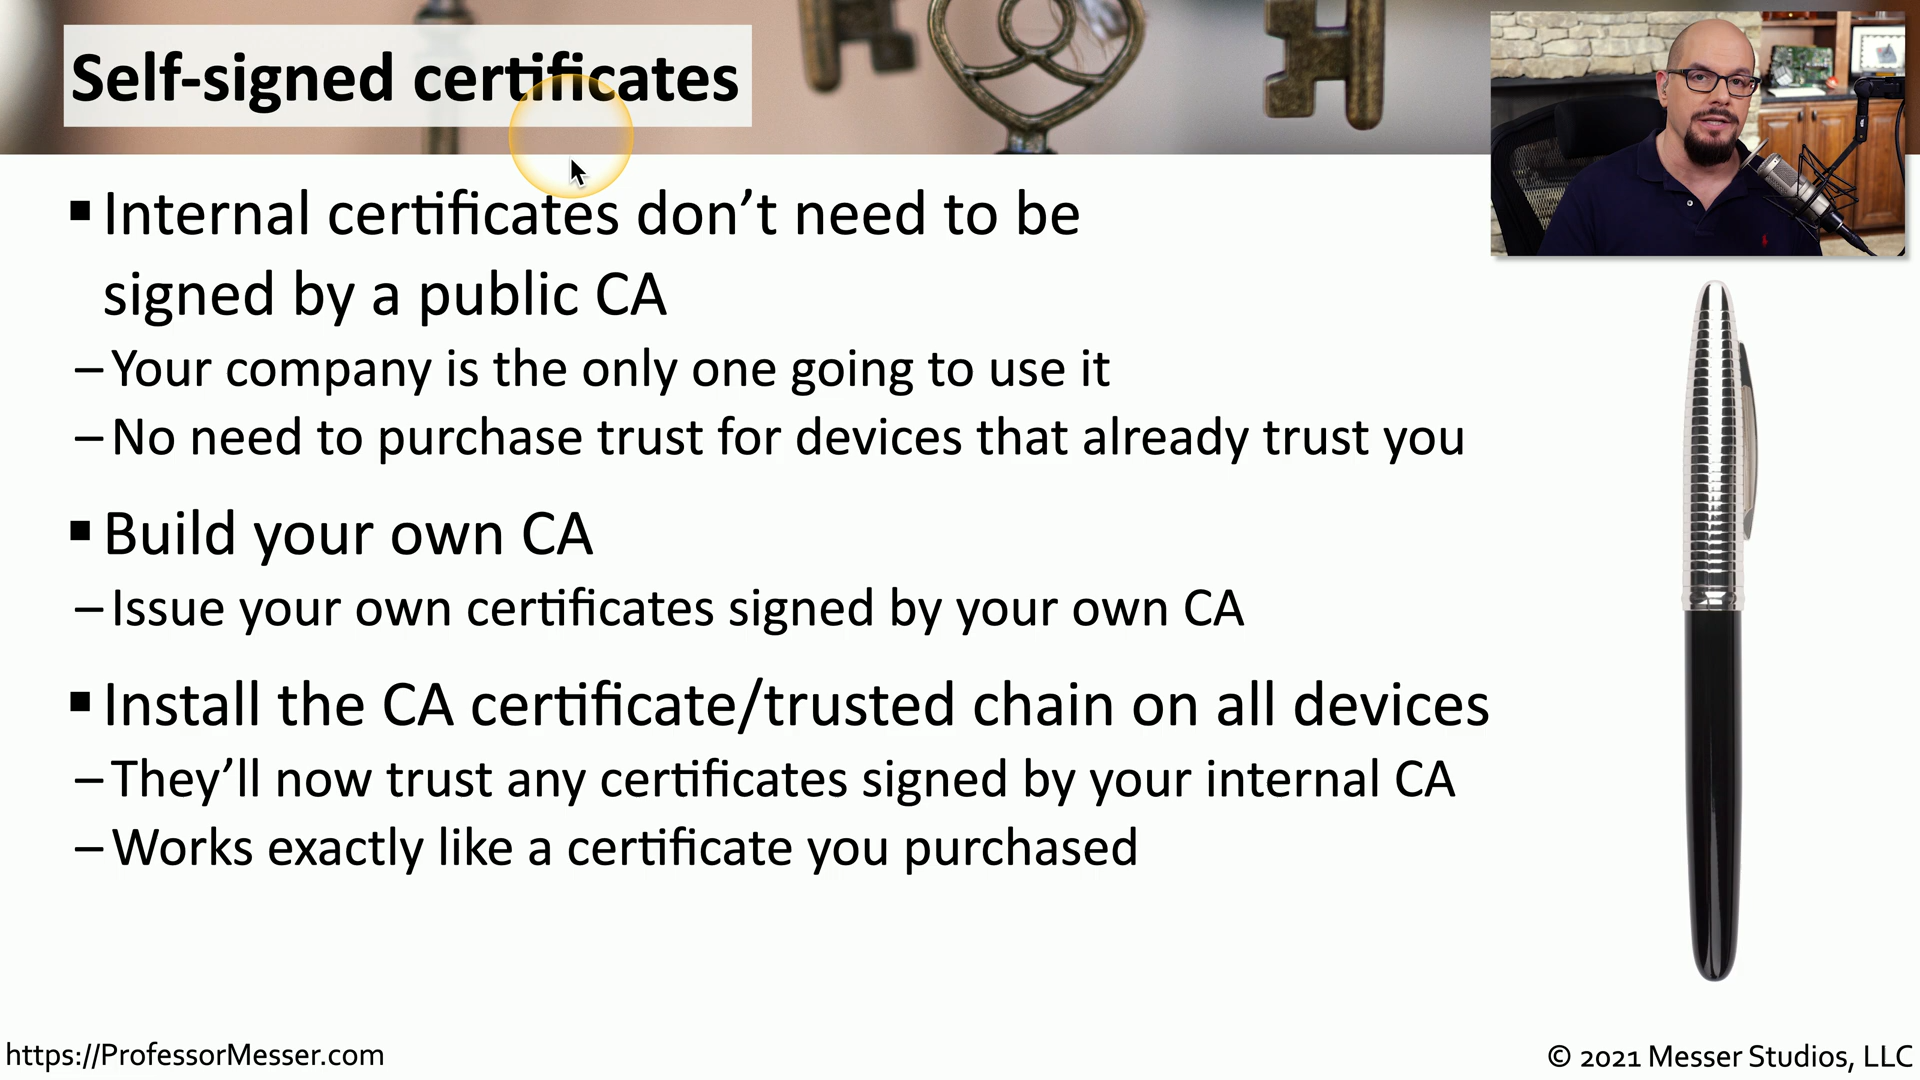 Self-signed certificates
▪ Internal certificates don’t need to be
signed by a public CA
– Your company is the only one going to use it
– No need to purchase trust for devices that already trust you
▪ Build your own CA
– Issue your own certificates signed by your own CA
▪ Install the CA certificate/trusted chain on all devices
– They’ll now trust any certificates signed by your internal CA
– Works exactly like a certificate you purchased
https://ProfessorMesser.com
© 2021 Messer Studios, LLC